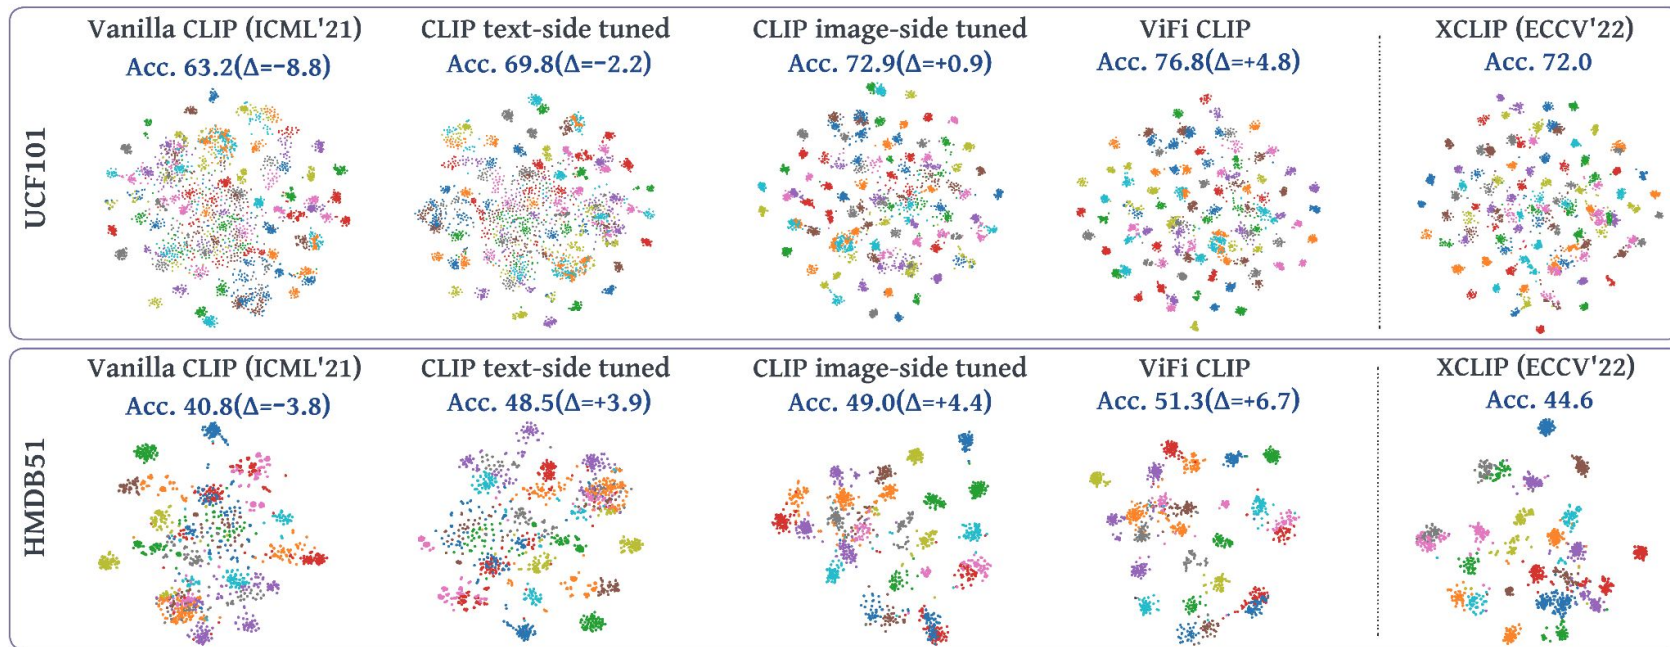 Vanilla CLIP (ICML'21)
Acc. 63.2(Δ=−8.8)
CLIP text-side tuned
Acc. 69.8(Δ=−2.2)
CLIP image-side tuned
Acc. 72.9(Δ=+0.9)
ViFi CLIP
Acc. 76.8(Δ=+4.8)
XCLIP (ECCV'22)
Acc. 72.0
UCF101
Vanilla CLIP (ICML'21)
Acc. 40.8(Δ=−3.8)
CLIP text-side tuned
Acc. 48.5(Δ=+3.9)
CLIP image-side tuned
Acc. 49.0(Δ=+4.4)
ViFi CLIP
Acc. 51.3(Δ=+6.7)
XCLIP (ECCV'22)
Acc. 44.6
HMDB51